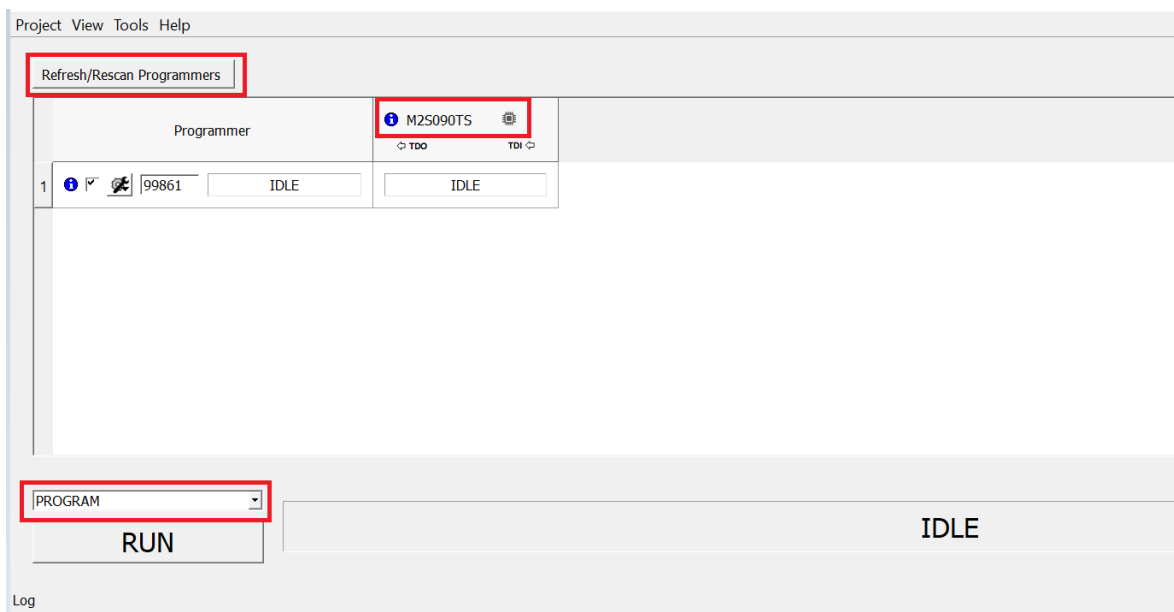 Project View Tools Help
Refresh/Rescan Programmers
Programmer
M2S090TS
TDO TDI
1 99861 IDLE IDLE
PROGRAM
RUN
IDLE
Log